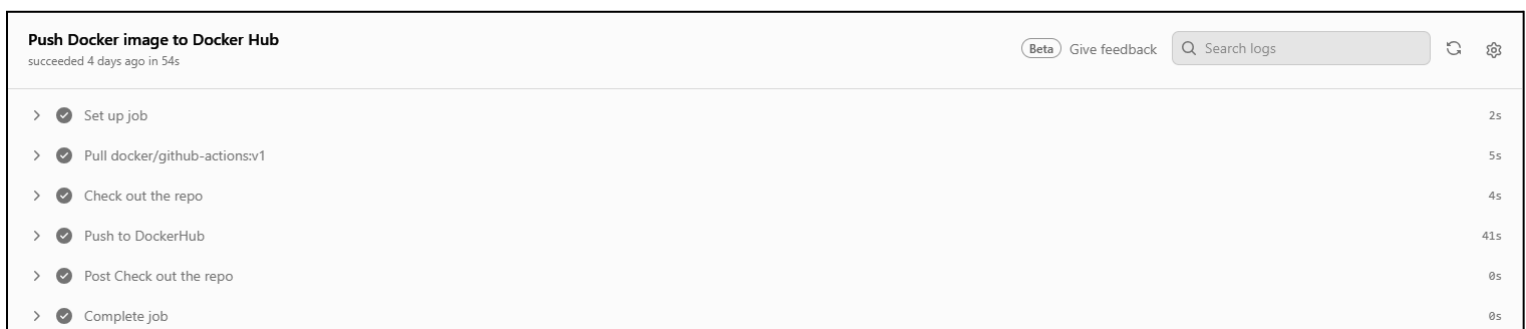 Push Docker image to Docker Hub
succeeded 4 days ago in 54s
Beta Give feedback Search logs
Set up job 2s
Pull docker/github-actions:v1 5s
Check out the repo 4s
Push to DockerHub 41s
Post Check out the repo 0s
Complete job 0s